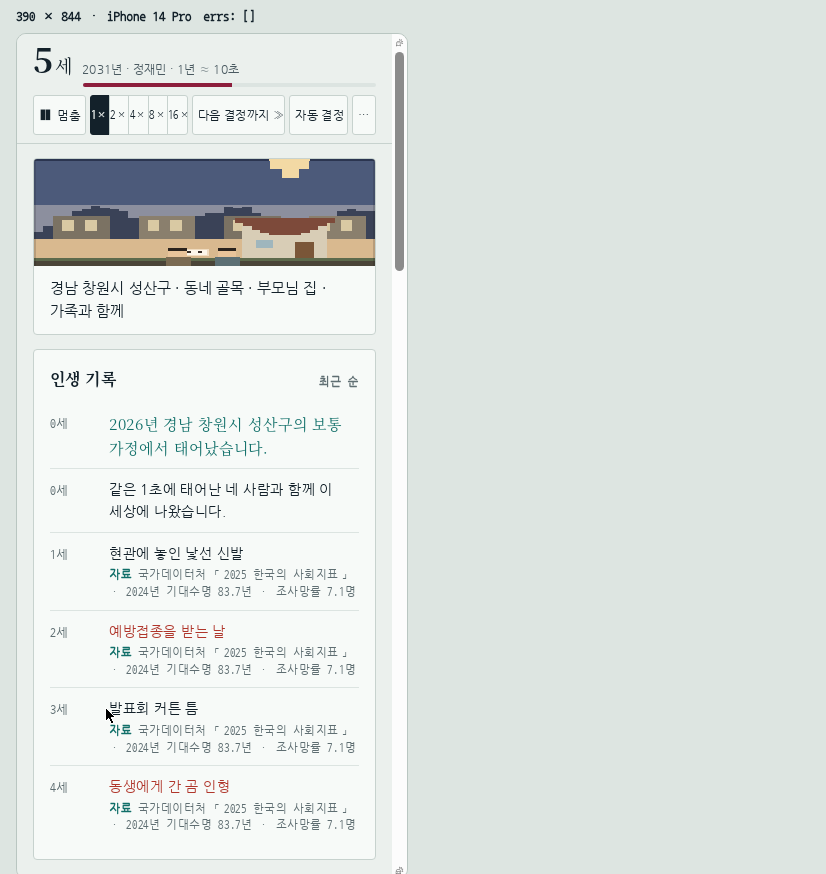 390 × 844 · iPhone 14 Pro errs: []
5세 2031년 · 정재민 · 1년 ≈ 10초
멈춤 1× 2× 4× 8× 16× 다음 결정까지 ≫ 자동 결정 ···
경남 창원시 성산구 · 동네 골목 · 부모님 집 ·
가족과 함께
인생 기록 최근 순
0세 2026년 경남 창원시 성산구의 보통
가정에서 태어났습니다.
0세 같은 1초에 태어난 네 사람과 함께 이
세상에 나왔습니다.
1세 현관에 놓인 낯선 신발
자료 국가데이터처 「2025 한국의 사회지표」
· 2024년 기대수명 83.7년 · 조사망률 7.1명
2세 예방접종을 받는 날
자료 국가데이터처 「2025 한국의 사회지표」
· 2024년 기대수명 83.7년 · 조사망률 7.1명
3세 발표회 커튼 틈
자료 국가데이터처 「2025 한국의 사회지표」
· 2024년 기대수명 83.7년 · 조사망률 7.1명
4세 동생에게 간 곰 인형
자료 국가데이터처 「2025 한국의 사회지표」
· 2024년 기대수명 83.7년 · 조사망률 7.1명